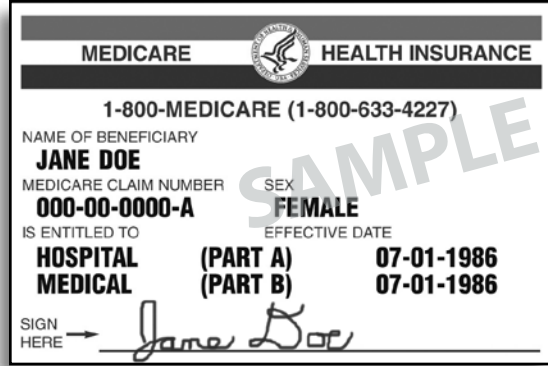 MEDICARE HEALTH INSURANCE
1-800-MEDICARE (1-800-633-4227)
NAME OF BENEFICIARY
JANE DOE
MEDICARE CLAIM NUMBER SEX
000-00-0000-A FEMALE
IS ENTITLED TO EFFECTIVE DATE
HOSPITAL (PART A) 07-01-1986
MEDICAL (PART B) 07-01-1986
SIGN
HERE Jane Doe
SAMPLE